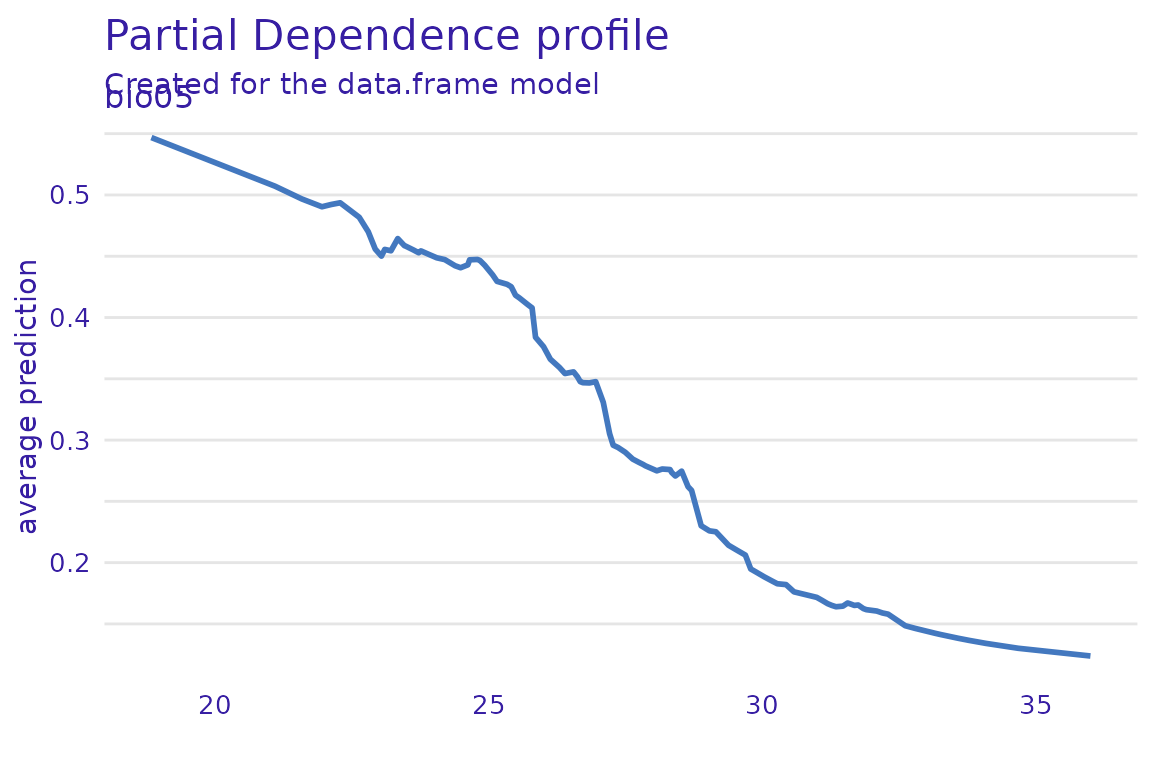 Partial Dependence profile
Created for the data.frame model
bio05
average prediction
0.5
0.4
0.3
0.2
20 25 30 35